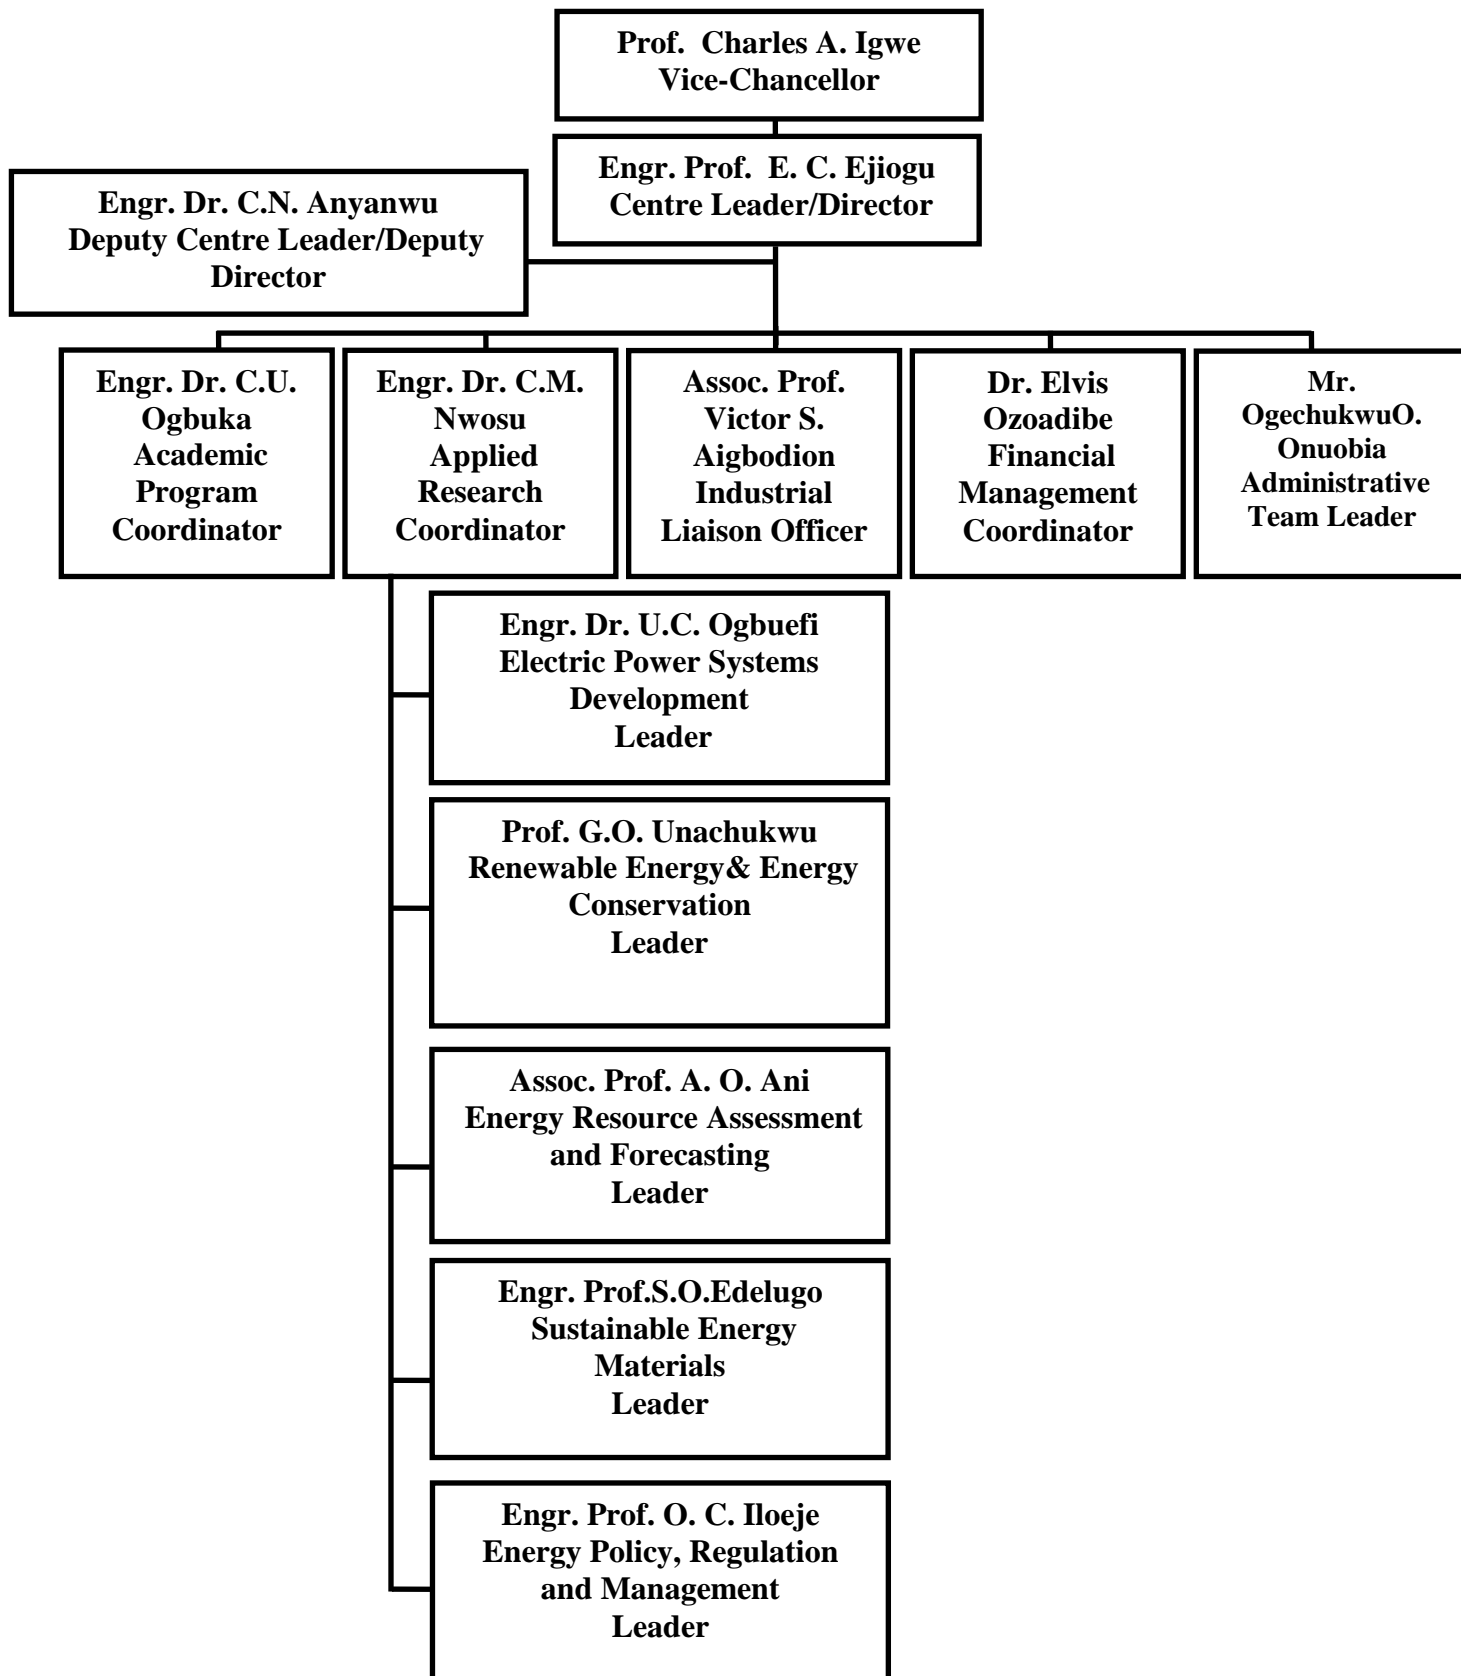 Prof. Charles A. Igwe
Vice-Chancellor
Engr. Prof. E. C. Ejiogu
Centre Leader/Director
Engr. Dr. C.N. Anyanwu
Deputy Centre Leader/Deputy
Director
Engr. Dr. C.U.
Ogbuka
Academic
Program
Coordinator
Engr. Dr. C.M.
Nwosu
Applied
Research
Coordinator
Assoc. Prof.
Victor S.
Aigbodion
Industrial
Liaison Officer
Dr. Elvis
Ozoadibe
Financial
Management
Coordinator
Mr.
OgechukwuO.
Onuobia
Administrative
Team Leader
Engr. Dr. U.C. Ogbuefi
Electric Power Systems
Development
Leader
Prof. G.O. Unachukwu
Renewable Energy& Energy
Conservation
Leader
Assoc. Prof. A. O. Ani
Energy Resource Assessment
and Forecasting
Leader
Engr. Prof.S.O.Edelugo
Sustainable Energy
Materials
Leader
Engr. Prof. O. C. Iloeje
Energy Policy, Regulation
and Management
Leader